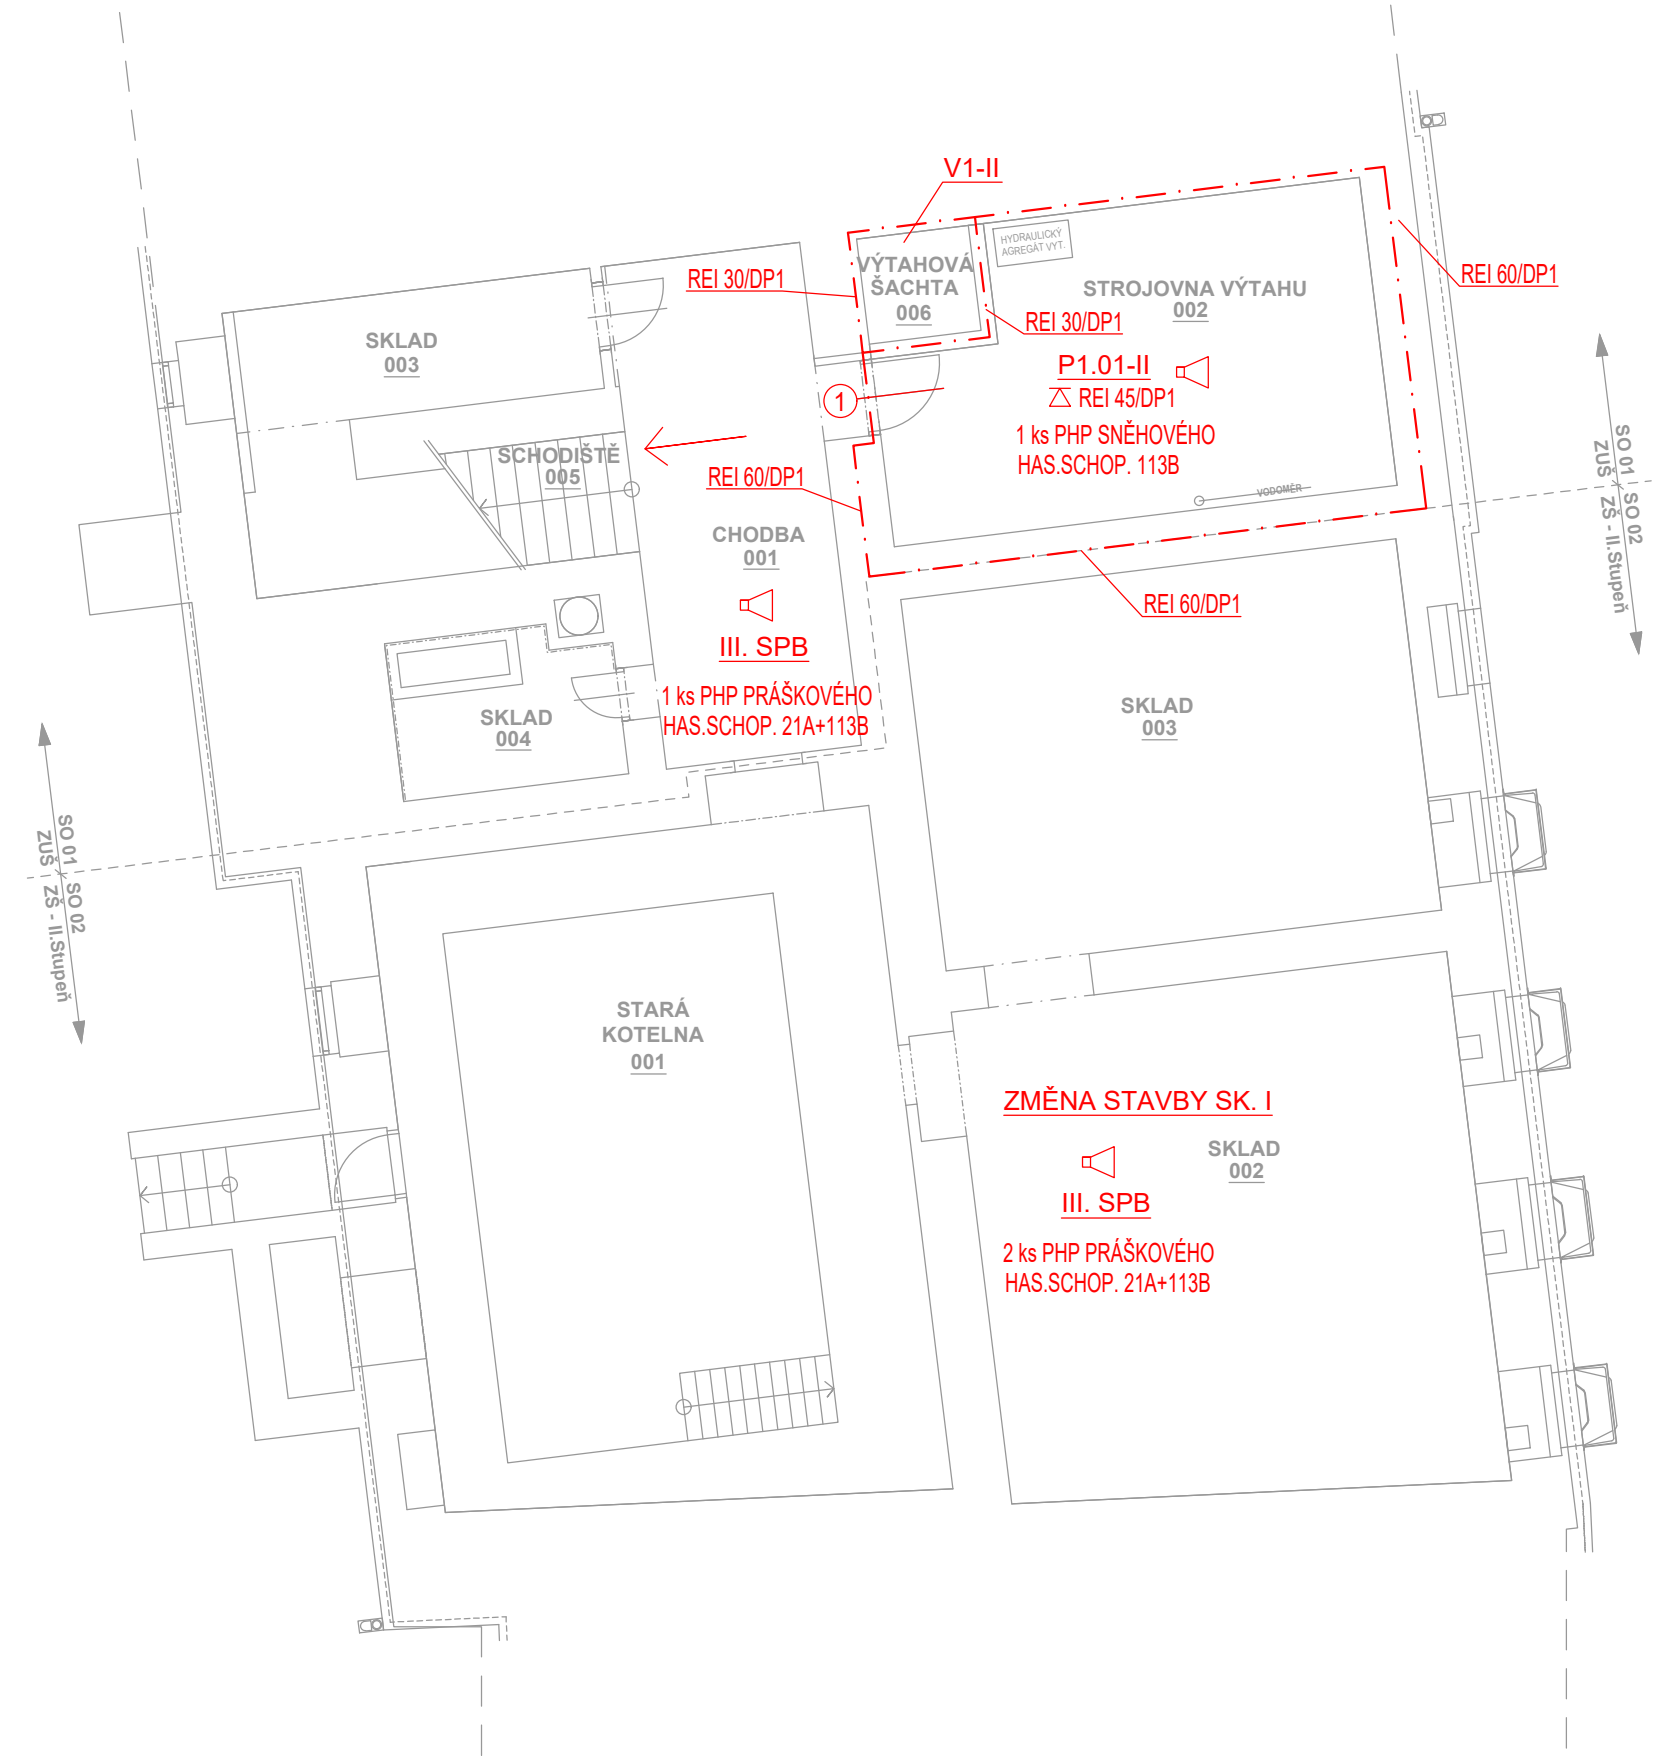 V1-II
HYDRAULICKÝ
AGREGÁT VYT.
VÝTAHOVÁ
ŠACHTA
006
REI 30/DP1
REI 60/DP1
STROJOVNA VÝTAHU
002
REI 30/DP1
SKLAD
003
P1.01-II
REI 45/DP1
1
1 ks PHP SNĚHOVÉHO
HAS.SCHOP. 113B
SCHODIŠTĚ
005
REI 60/DP1
VODOMĚR
SO 01
ZUŠ
SO 02
ZŠ - II.Stupeň
CHODBA
001
REI 60/DP1
III. SPB
1 ks PHP PRÁŠKOVÉHO
HAS.SCHOP. 21A+113B
SKLAD
004
SKLAD
003
SO 01
ZUŠ
SO 02
ZŠ - II.Stupeň
STARÁ
KOTELNA
001
ZMĚNA STAVBY SK. I
SKLAD
002
III. SPB
2 ks PHP PRÁŠKOVÉHO
HAS.SCHOP. 21A+113B